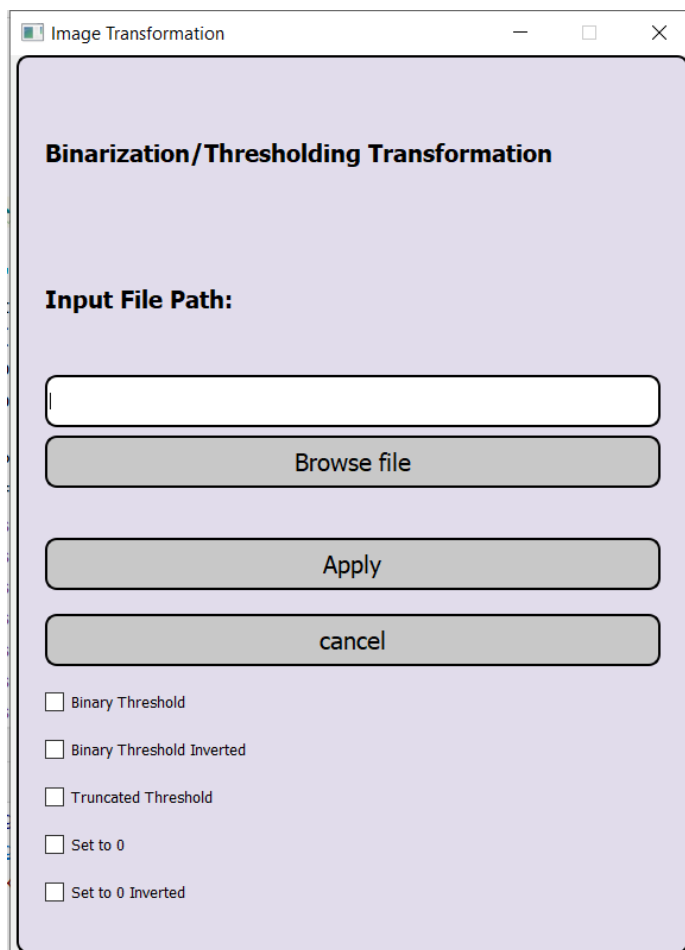 Image Transformation
Binarization/Thresholding Transformation
Input File Path:
Browse file
Apply
cancel
Binary Threshold
Binary Threshold Inverted
Truncated Threshold
Set to 0
Set to 0 Inverted